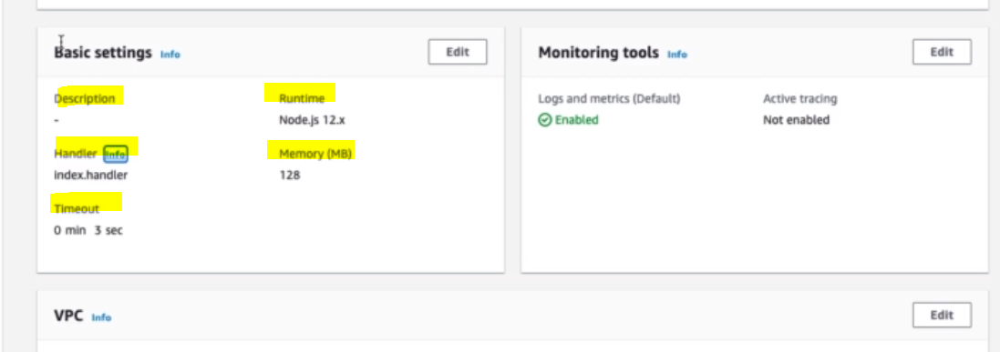 Basic settings Info Edit
Description Runtime
- Node.js 12.x
Handler Info Memory (MB)
index.handler 128
Timeout
0 min 3 sec
Monitoring tools Info Edit
Logs and metrics (Default) Active tracing
Enabled Not enabled
VPC Info Edit